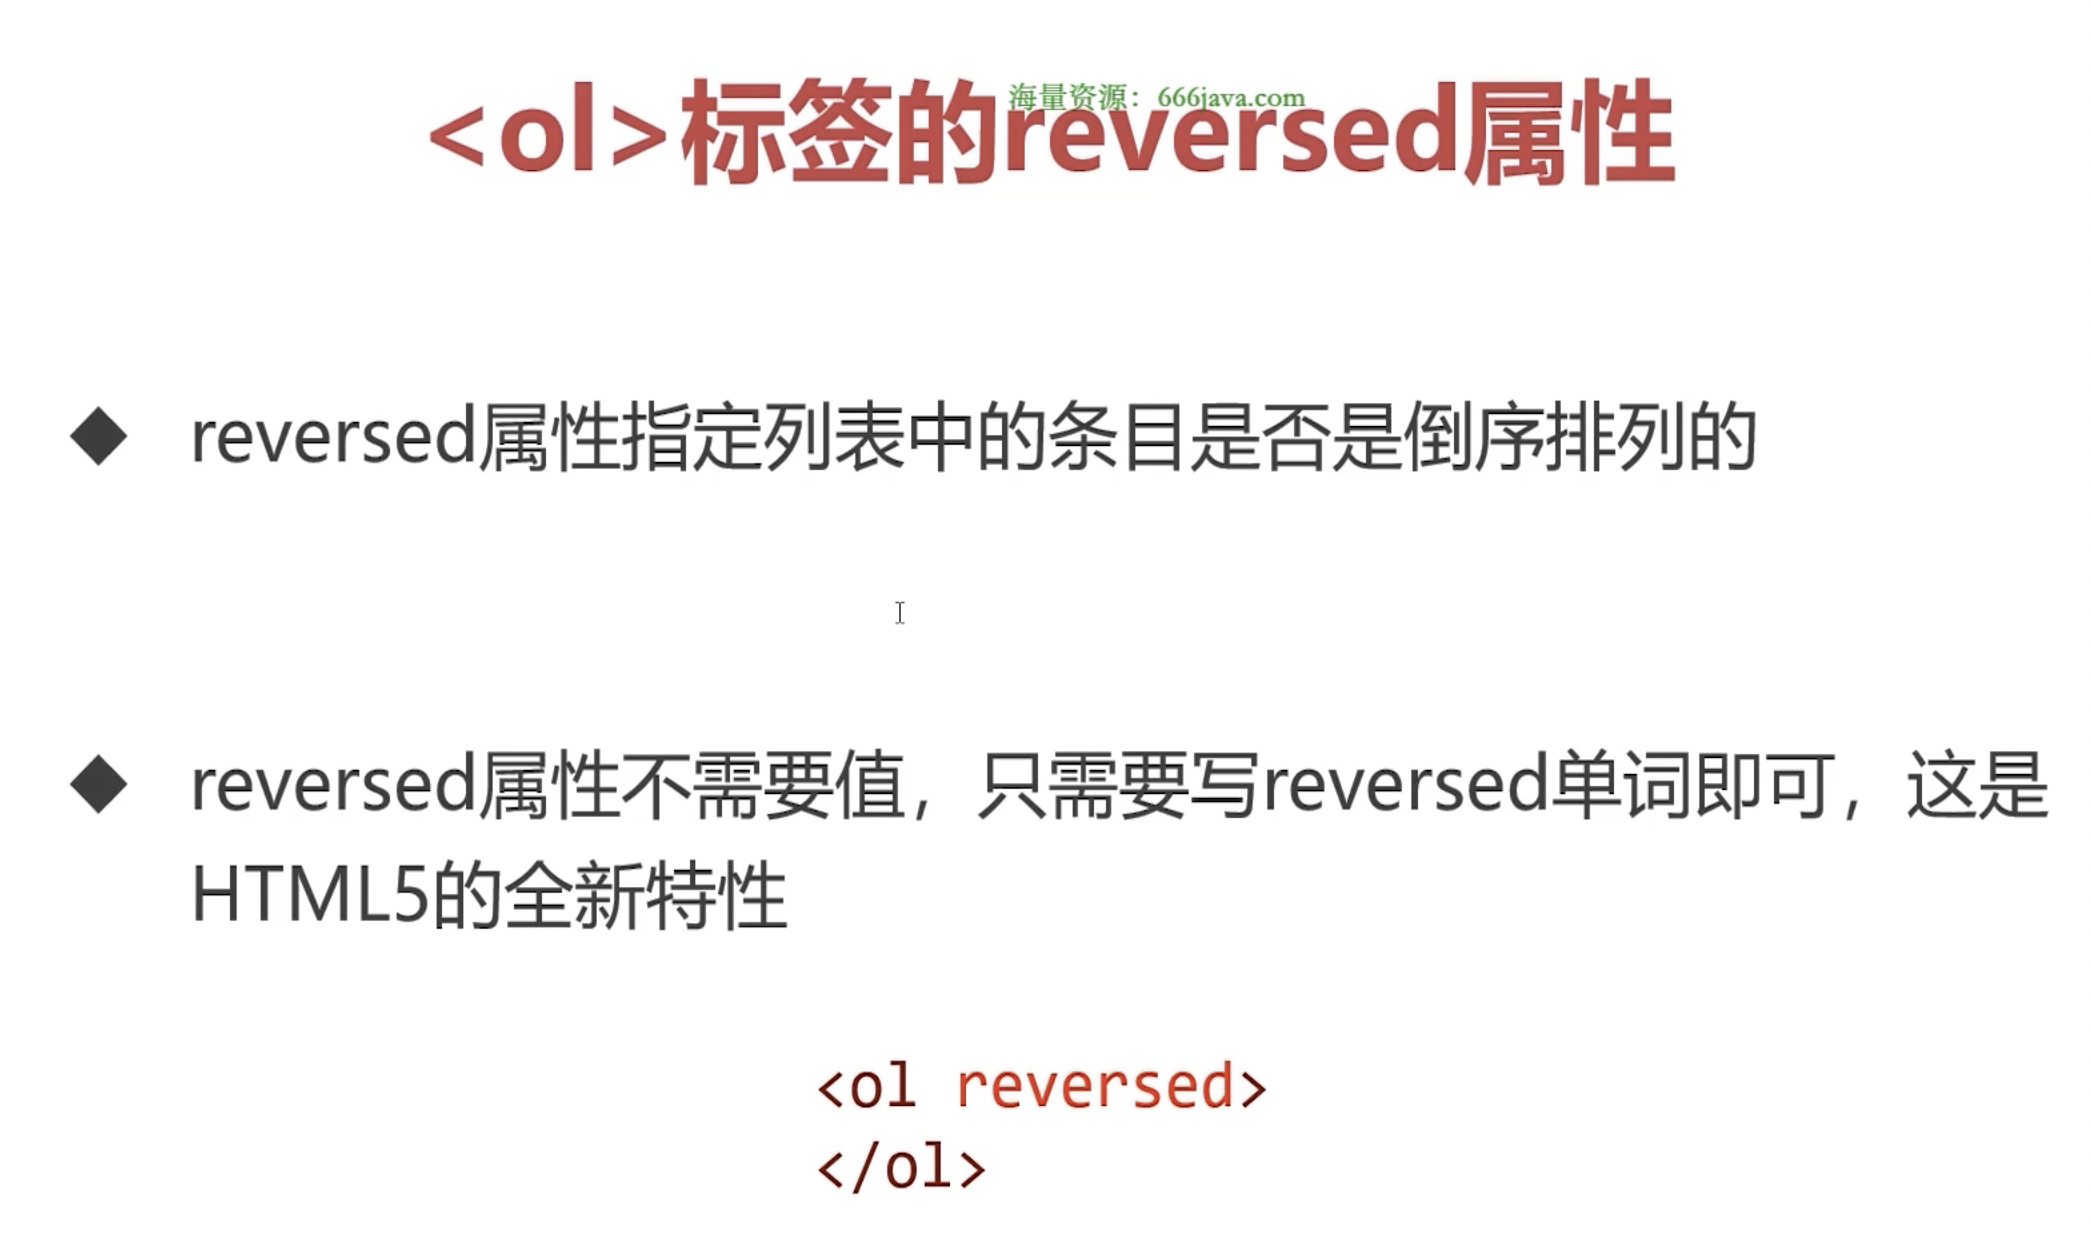 海量资源：666java.com
<ol>标签的reversed属性
reversed属性指定列表中的条目是否是倒序排列的
reversed属性不需要值，只需要写reversed单词即可，这是
HTML5的全新特性
<ol reversed>
</ol>